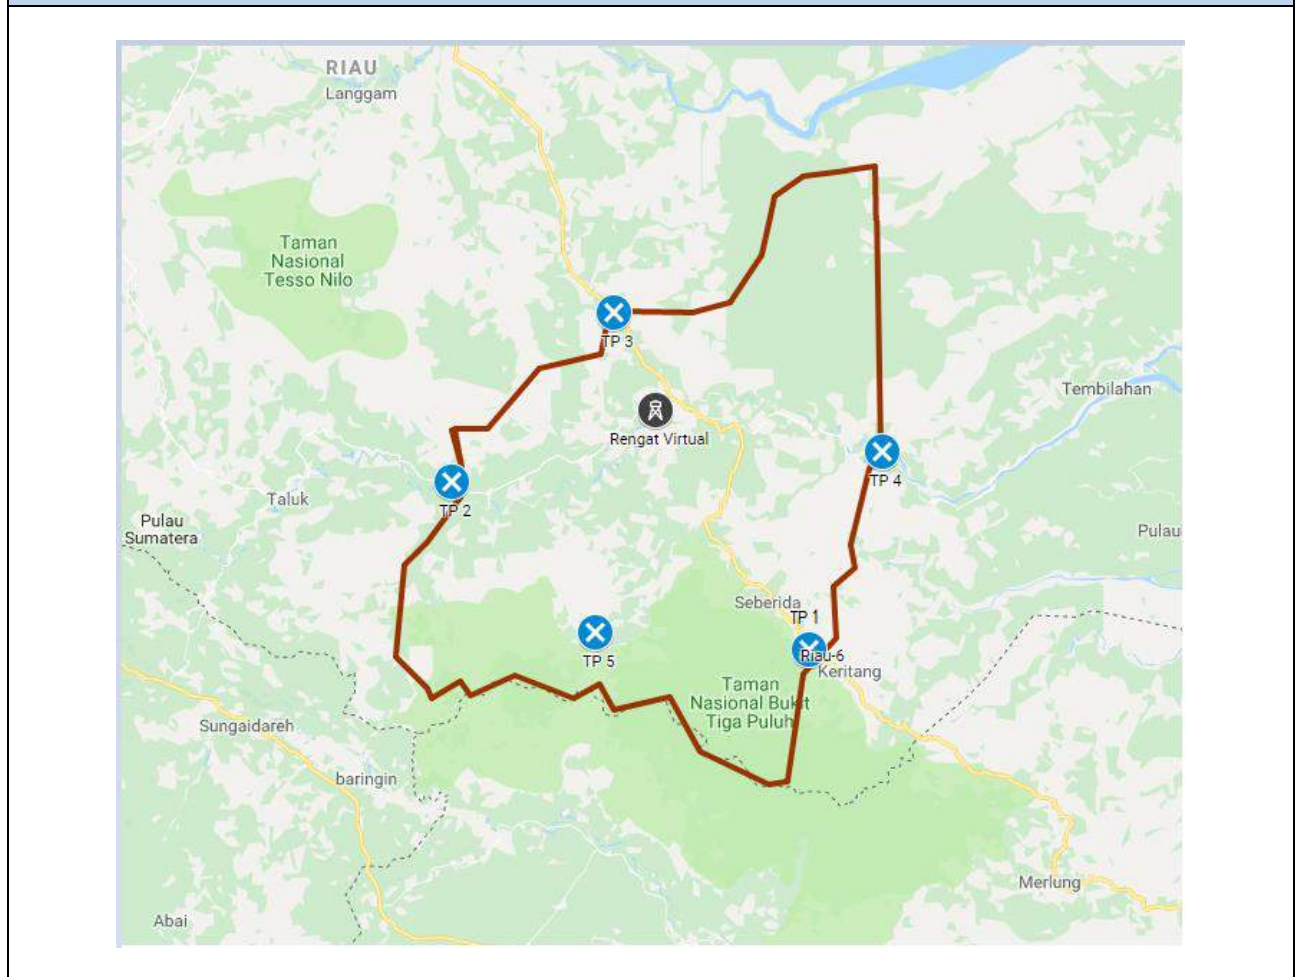 RIAU
Langgam
Taman
Nasional
Tesso Nilo
TP 3
Tembilahan
Rengat Virtual
TP 4
Taluk
TP 2
Pulau
Sumatera
Pulau
Seberida
TP 1
Riau-6
TP 5
Keritang
Taman
Nasional Bukit
Tiga Puluh
Sungaidareh
baringin
Merlung
Abai